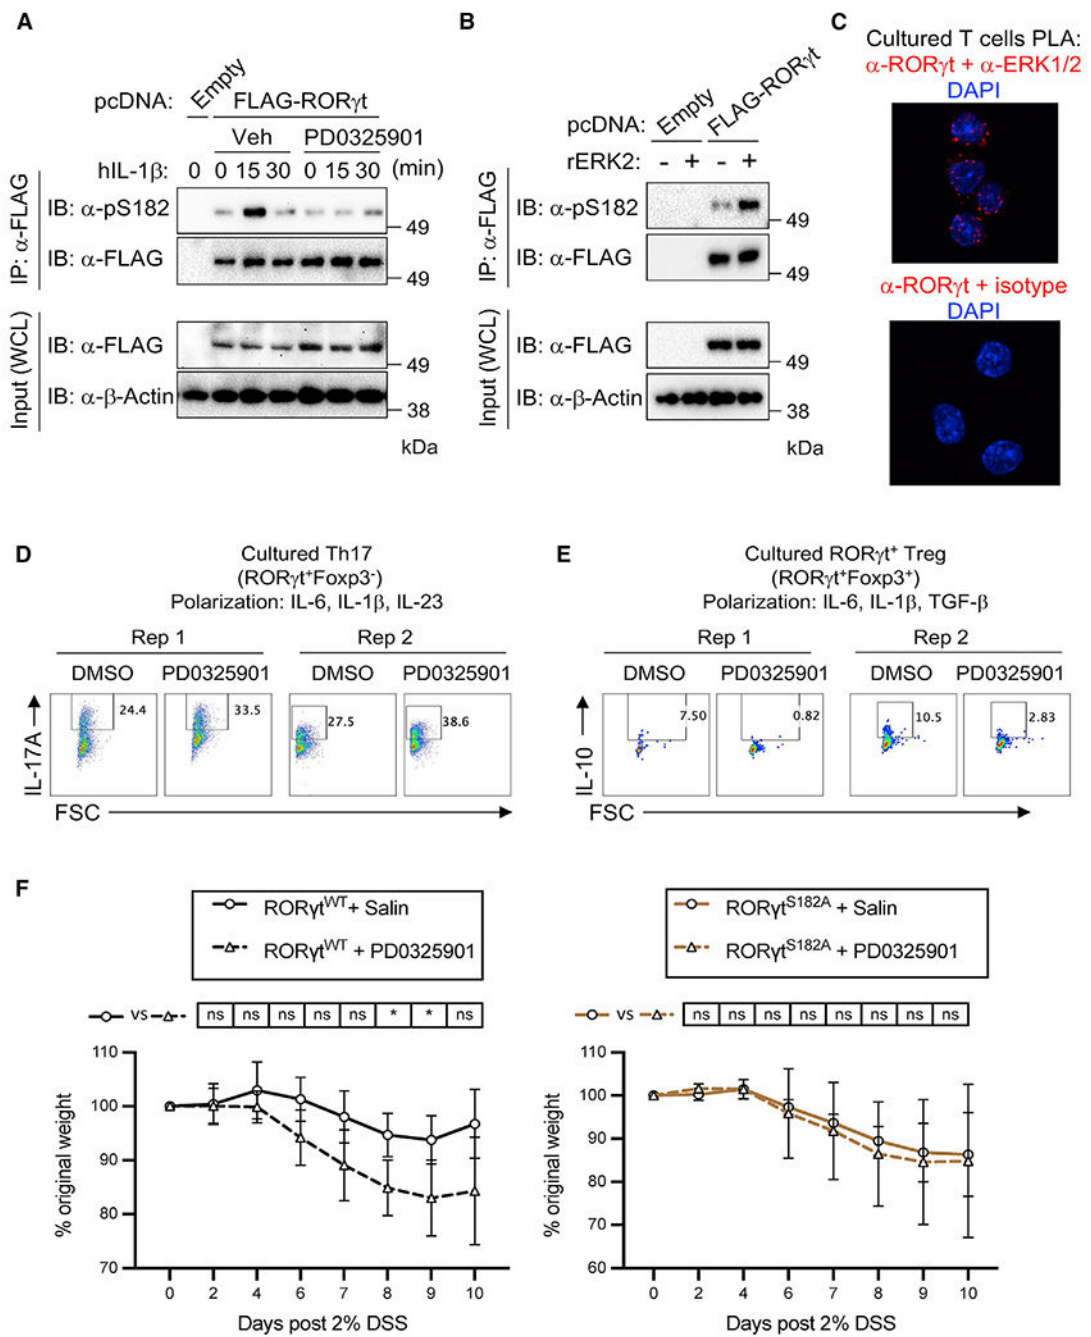 A
pcDNA: Empty FLAG-RORγt
Veh PD0325901
hIL-1β: 0 0 15 30 0 15 30 (min)
IP: α-FLAG
IB: α-pS182
49
IB: α-FLAG
49
Input (WCL)
IB: α-FLAG
49
IB: α-β-Actin
38
kDa
B
pcDNA: Empty FLAG-RORγt
rERK2: - + - +
IP: α-FLAG
IB: α-pS182
49
IB: α-FLAG
49
Input (WCL)
IB: α-FLAG
49
IB: α-β-Actin
38
kDa
C
Cultured T cells PLA:
α-RORγt + α-ERK1/2
DAPI
α-RORγt + isotype
DAPI
D
Cultured Th17
(RORγt⁺Foxp3⁻)
Polarization: IL-6, IL-1β, IL-23
Rep 1 Rep 2
DMSO PD0325901 DMSO PD0325901
IL-17A
24.4 33.5 27.5 38.6
FSC
E
Cultured RORγt⁺ Treg
(RORγt⁺Foxp3⁺)
Polarization: IL-6, IL-1β, TGF-β
Rep 1 Rep 2
DMSO PD0325901 DMSO PD0325901
IL-10
7.50 0.82 10.5 2.83
FSC
F
RORγt^WT + Salin
RORγt^WT + PD0325901
vs ns ns ns ns ns * * ns
110
100
90
80
70
% original weight
0 2 4 6 7 8 9 10
Days post 2% DSS
RORγt^S182A + Salin
RORγt^S182A + PD0325901
vs ns ns ns ns ns ns ns ns
110
100
90
80
70
60
% original weight
0 2 4 6 7 8 9 10
Days post 2% DSS